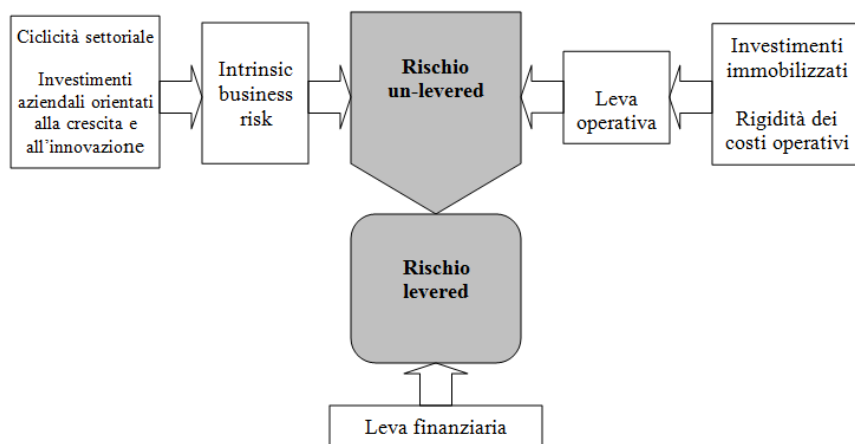 Ciclicità settoriale
Investimenti
aziendali orientati
alla crescita e
all'innovazione
Intrinsic
business
risk
Rischio
un-levered
Leva
operativa
Investimenti
immobilizzati
Rigidità dei
costi operativi
Rischio
levered
Leva finanziaria